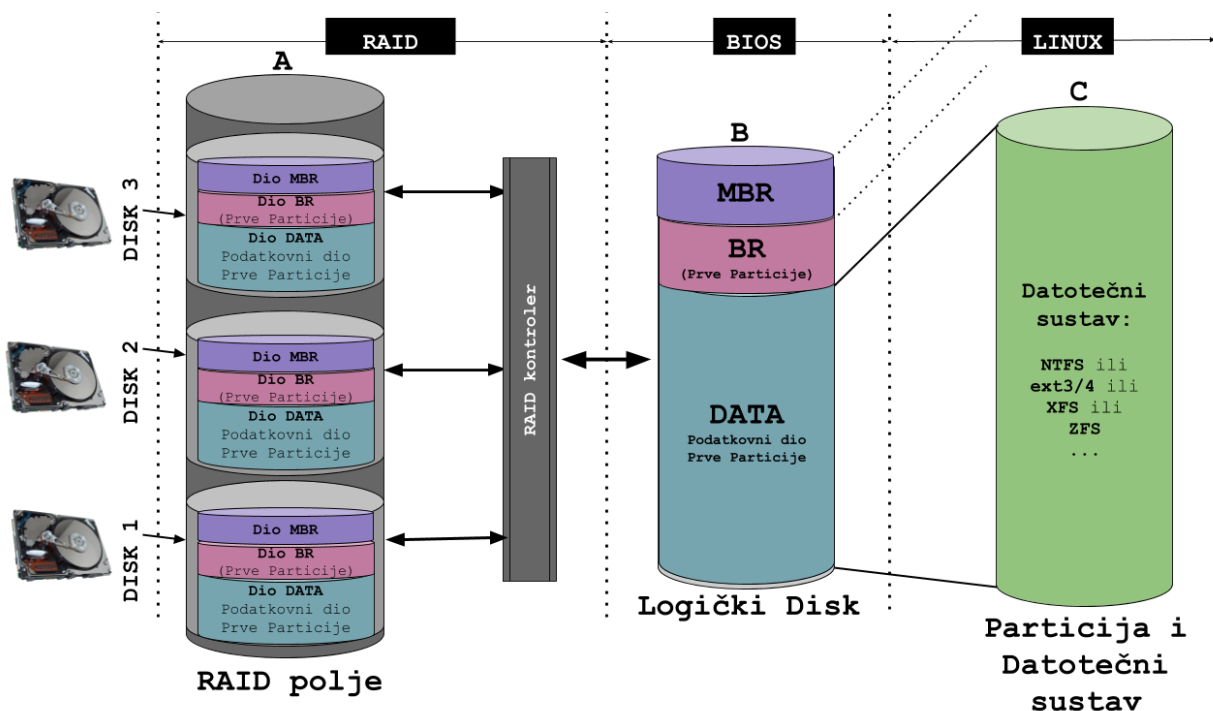 RAID
BIOS
LINUX
A
DISK 3
Dio MBR
Dio BR
(Prve Particije)
Dio DATA
Podatkovni dio
Prve Particije
DISK 2
Dio MBR
Dio BR
(Prve Particije)
Dio DATA
Podatkovni dio
Prve Particije
DISK 1
Dio MBR
Dio BR
(Prve Particije)
Dio DATA
Podatkovni dio
Prve Particije
RAID polje
RAID kontroler
B
MBR
BR
(Prve Particije)
DATA
Podatkovni dio
Prve Particije
Logički Disk
C
Datotečni
sustav:
NTFS ili
ext3/4 ili
XFS ili
ZFS
...
Particija i
Datotečni
sustav